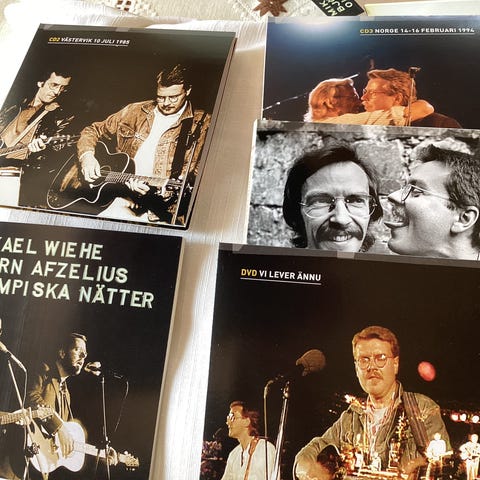 CD2 VÄSTERVIK 10 JULI 1985
CD3 NORGE 14-16 FEBRUARI 1994
AEL WIEHE
RN AFZELIUS
MPISKA NÄTTER
DVD VI LEVER ÄNNU